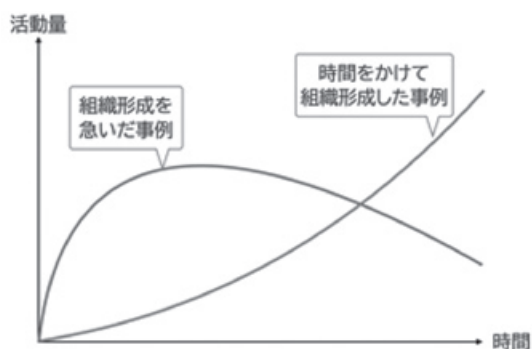 活動量
時間をかけて
組織形成した事例
組織形成を
急いだ事例
時間